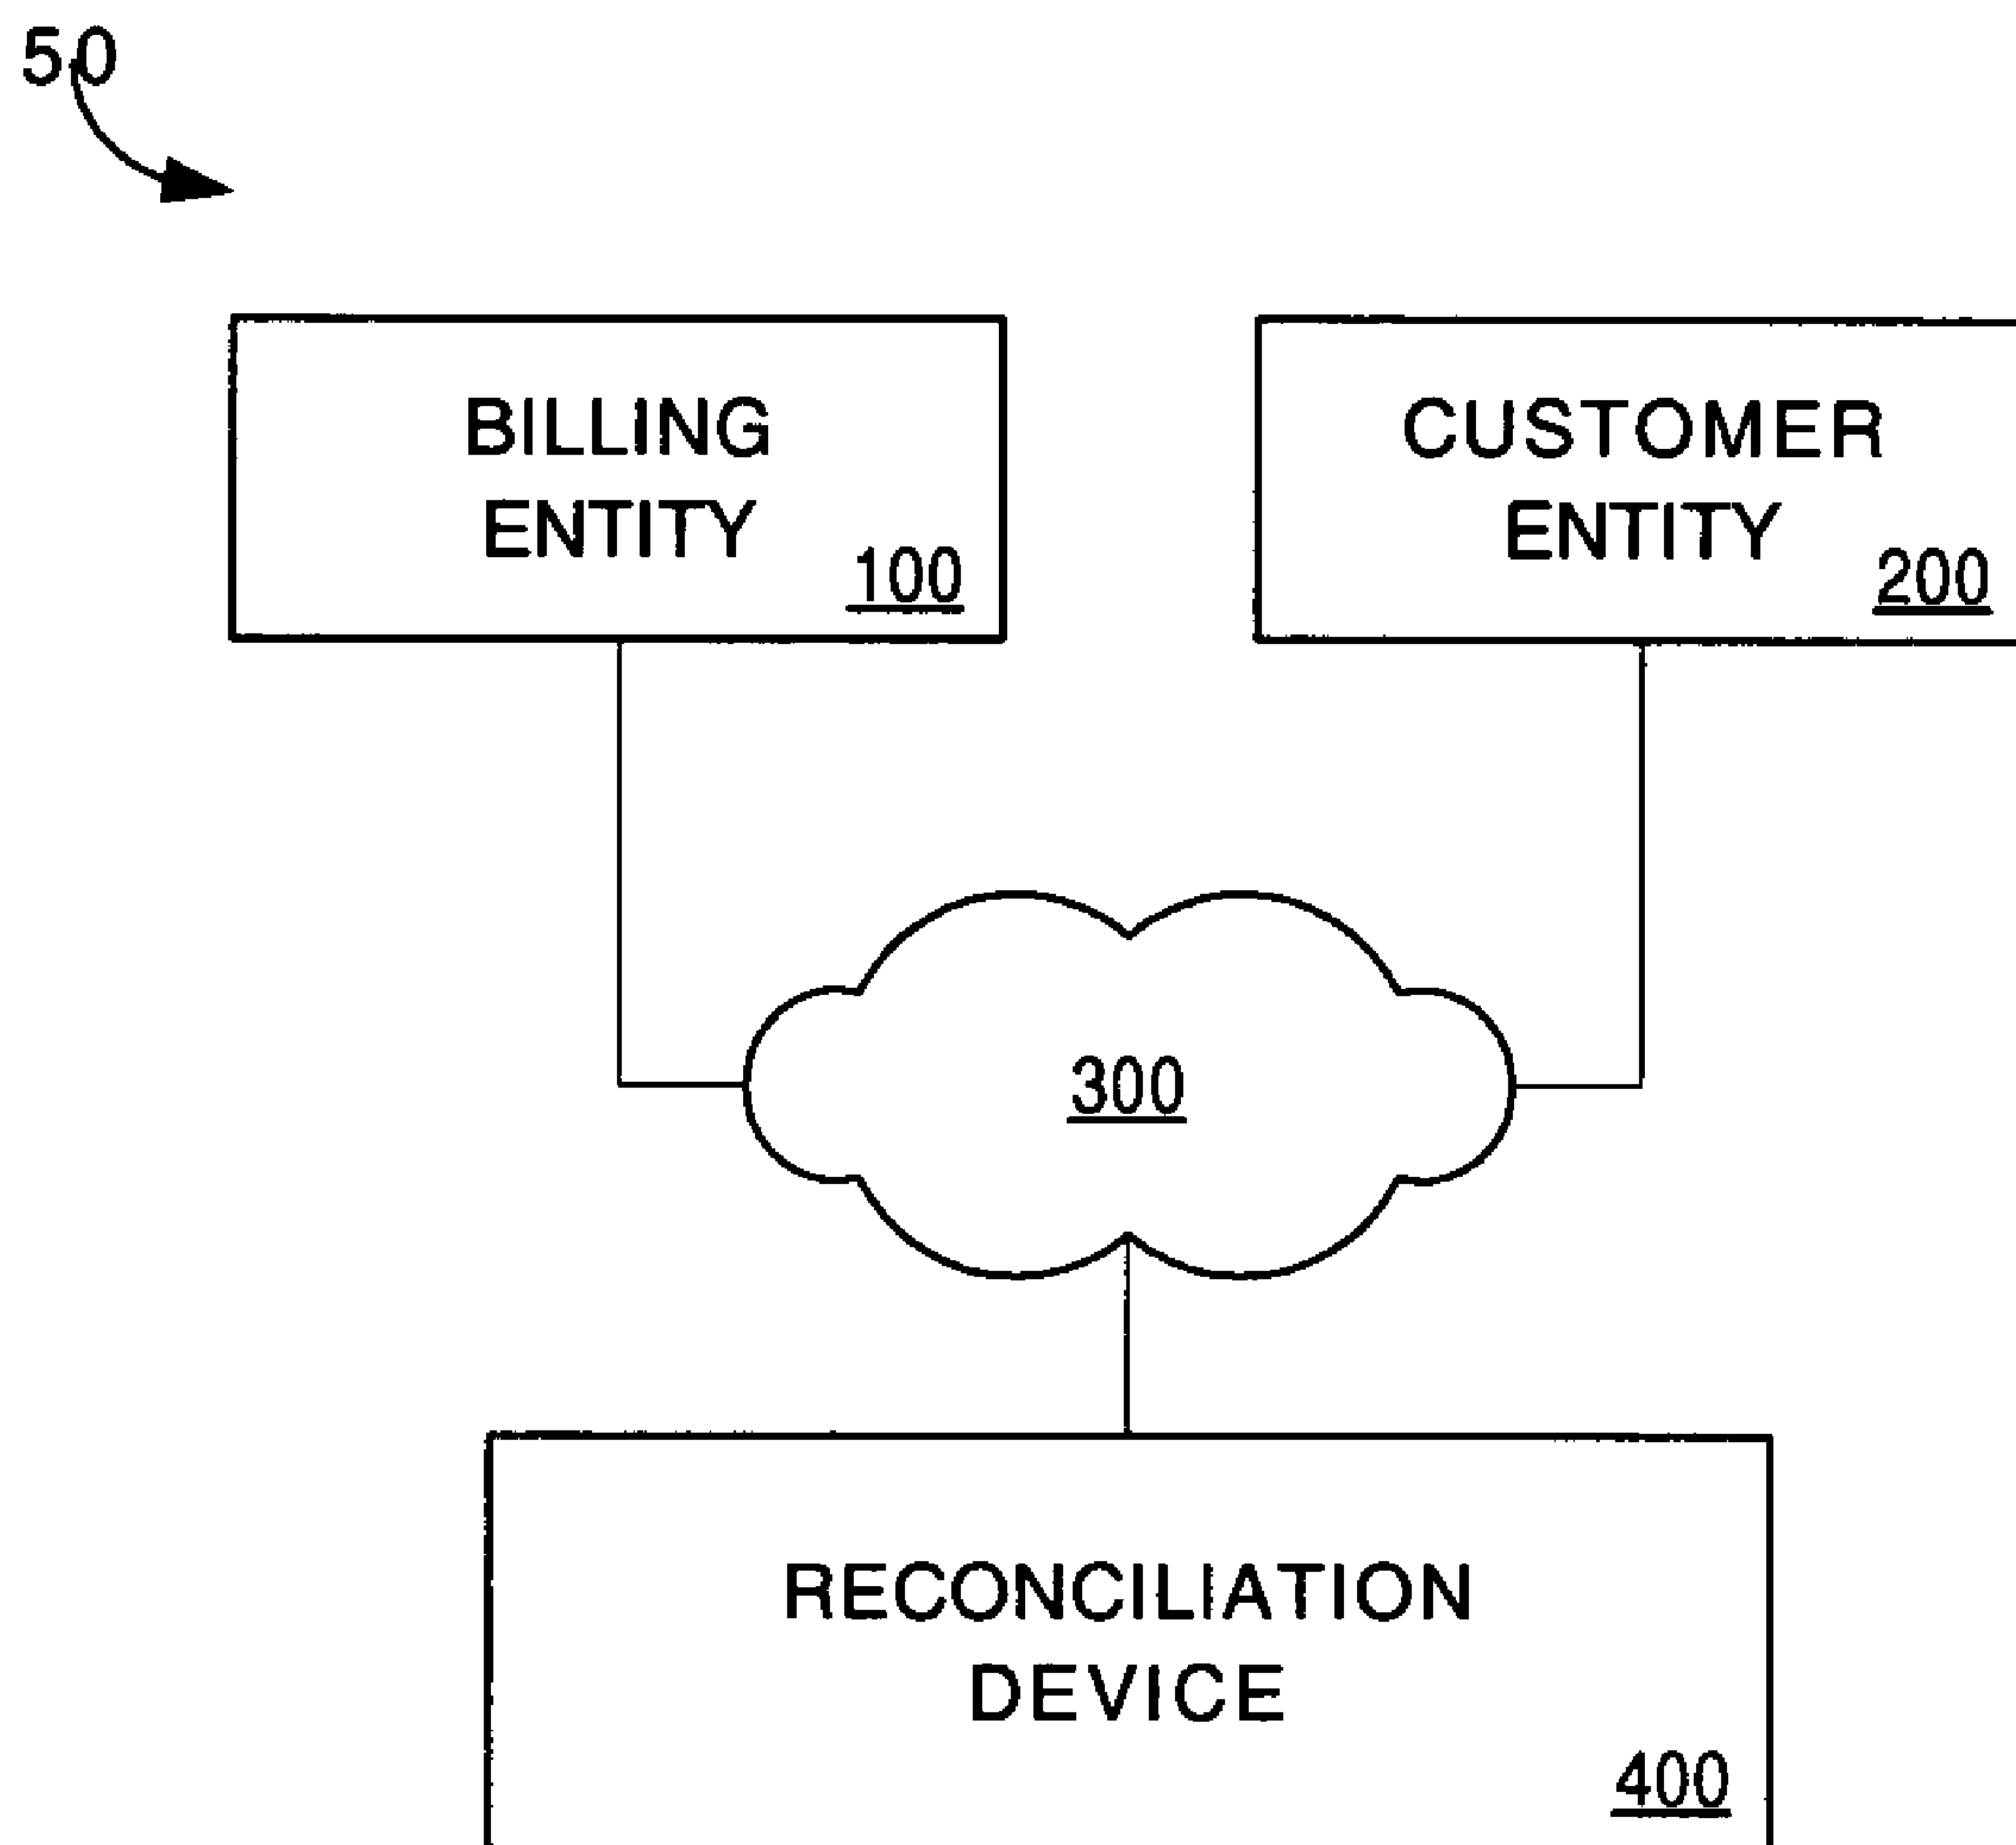 50
BILLING
ENTITY
100
CUSTOMER
ENTITY
200
300
RECONCILIATION
DEVICE
400